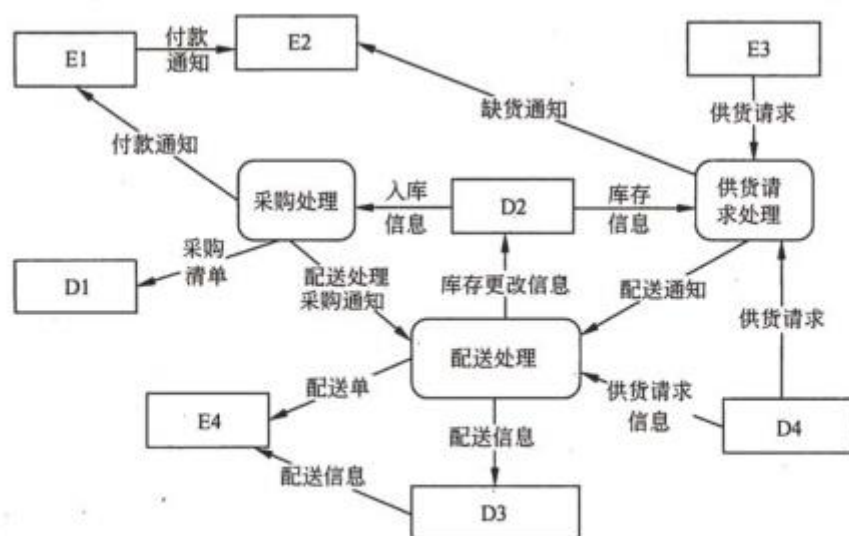 E1
付款
通知
E2
E3
缺货通知
供货请求
付款通知
采购处理
入库
信息
D2
库存
信息
供货请
求处理
采购
清单
D1
配送处理
采购通知
库存更改信息
配送通知
供货请求
配送处理
配送单
供货请求
信息
E4
配送信息
D4
配送信息
D3